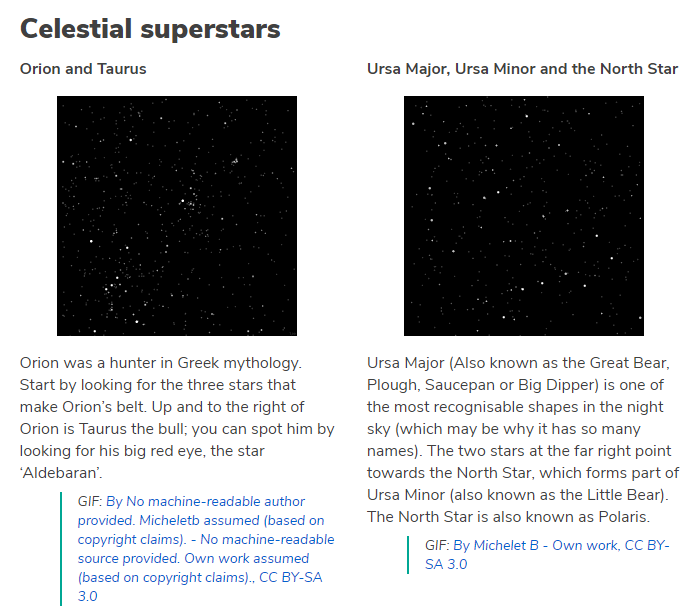 Celestial superstars
Orion and Taurus
Orion was a hunter in Greek mythology.
Start by looking for the three stars that
make Orion’s belt. Up and to the right of
Orion is Taurus the bull; you can spot him by
looking for his big red eye, the star
‘Aldebaran’.
GIF: By No machine-readable author
provided. Micheletb assumed (based on
copyright claims). - No machine-readable
source provided. Own work assumed
(based on copyright claims)., CC BY-SA
3.0
Ursa Major, Ursa Minor and the North Star
Ursa Major (Also known as the Great Bear,
Plough, Saucepan or Big Dipper) is one of
the most recognisable shapes in the night
sky (which may be why it has so many
names). The two stars at the far right point
towards the North Star, which forms part of
Ursa Minor (also known as the Little Bear).
The North Star is also known as Polaris.
GIF: By Michelet B - Own work, CC BY-
SA 3.0